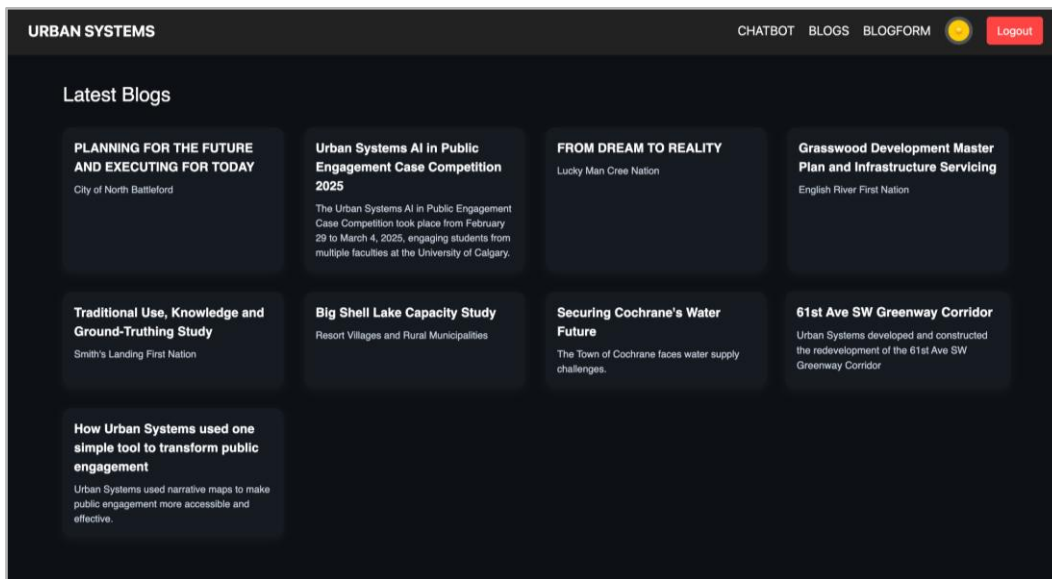 URBAN SYSTEMS
CHATBOT BLOGS BLOGFORM Logout
Latest Blogs
PLANNING FOR THE FUTURE
AND EXECUTING FOR TODAY
City of North Battleford
Urban Systems AI in Public
Engagement Case Competition
2025
The Urban Systems AI in Public Engagement
Case Competition took place from February
29 to March 4, 2025, engaging students from
multiple faculties at the University of Calgary.
FROM DREAM TO REALITY
Lucky Man Cree Nation
Grasswood Development Master
Plan and Infrastructure Servicing
English River First Nation
Traditional Use, Knowledge and
Ground-Truthing Study
Smith's Landing First Nation
Big Shell Lake Capacity Study
Resort Villages and Rural Municipalities
Securing Cochrane's Water
Future
The Town of Cochrane faces water supply
challenges.
61st Ave SW Greenway Corridor
Urban Systems developed and constructed
the redevelopment of the 61st Ave SW
Greenway Corridor
How Urban Systems used one
simple tool to transform public
engagement
Urban Systems used narrative maps to make
public engagement more accessible and
effective.